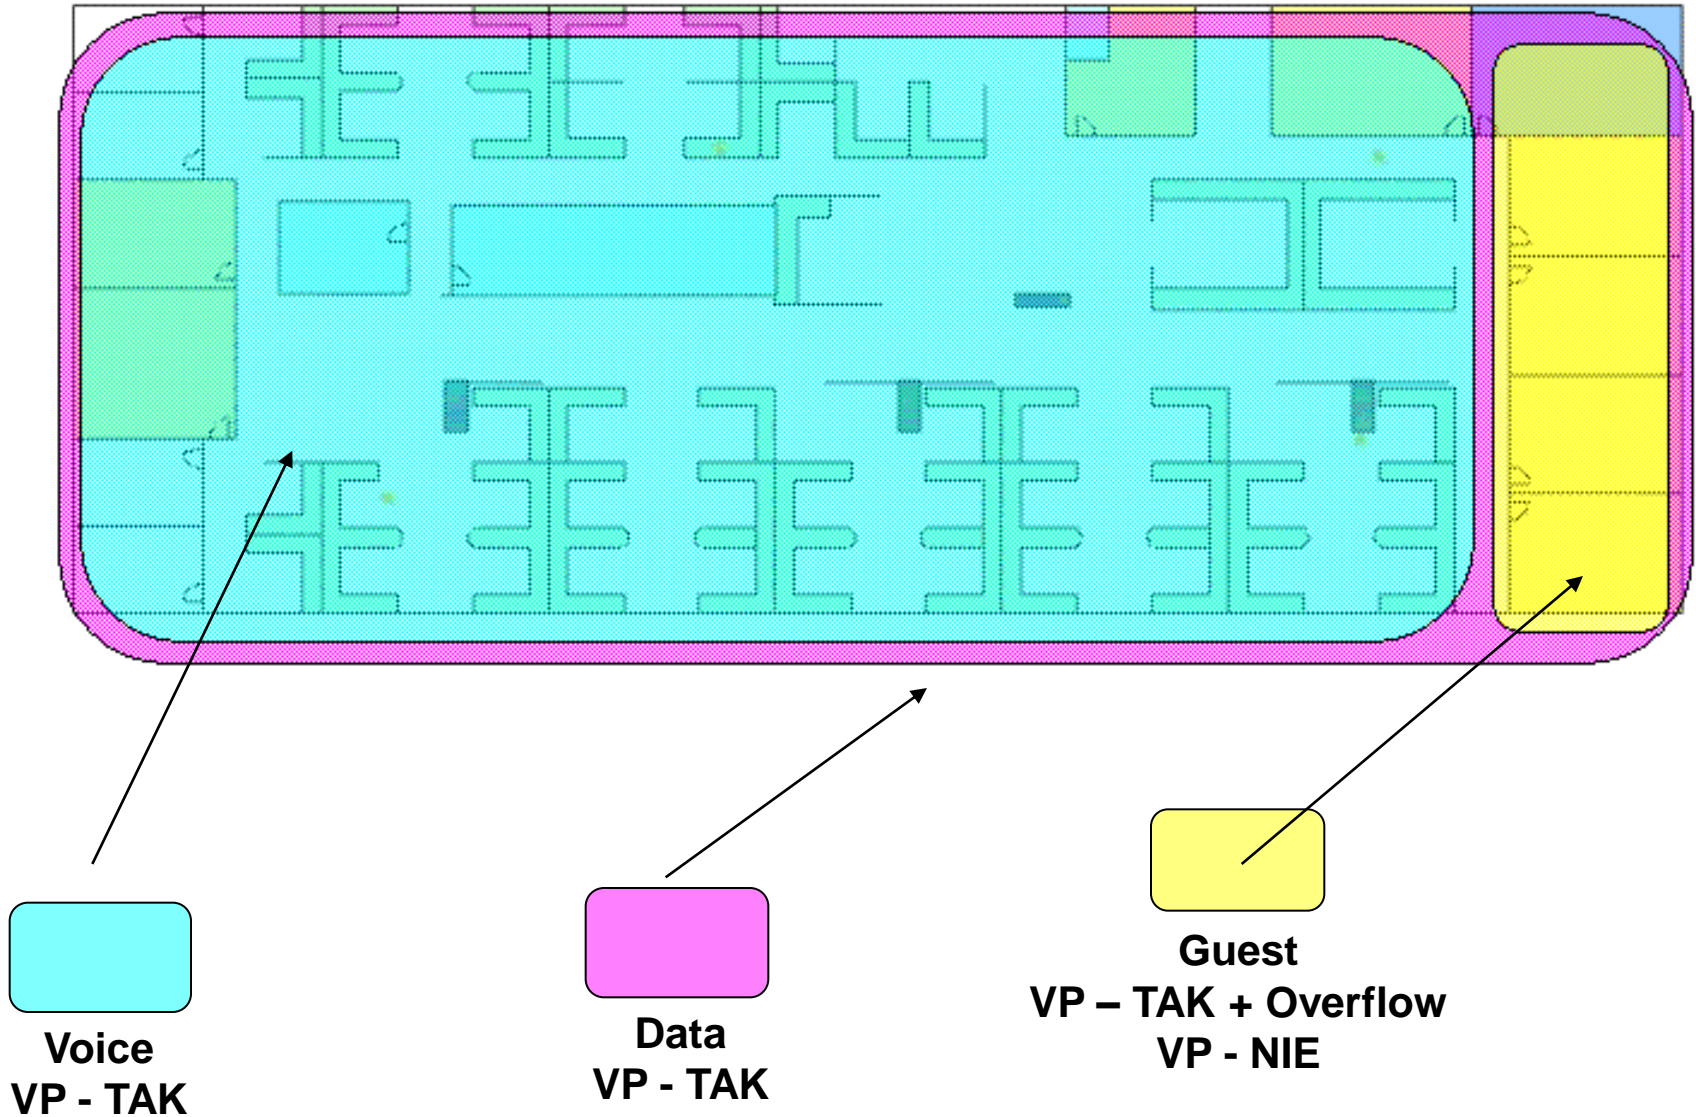 Voice
VP - TAK
Data
VP - TAK
Guest
VP – TAK + Overflow
VP - NIE